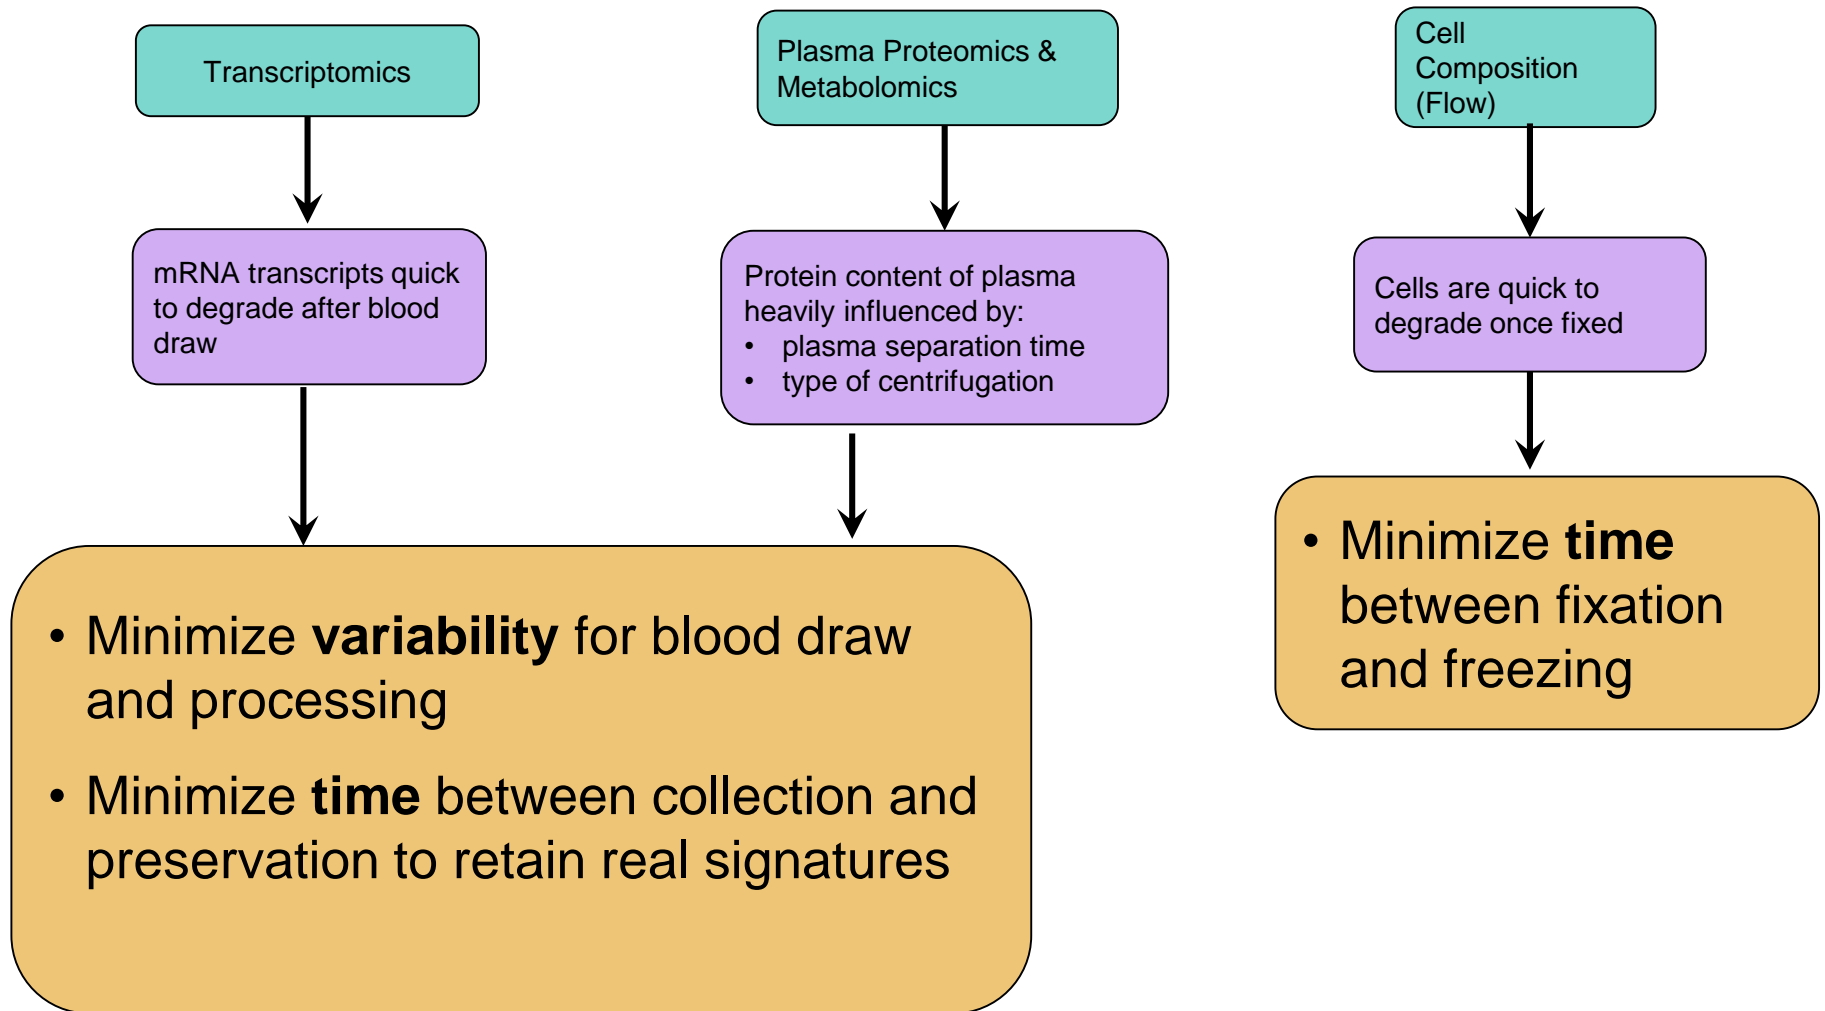 Transcriptomics
Plasma Proteomics &
Metabolomics
Cell
Composition
(Flow)
mRNA transcripts quick
to degrade after blood
draw
Protein content of plasma
heavily influenced by:
• plasma separation time
• type of centrifugation
Cells are quick to
degrade once fixed
• Minimize variability for blood draw
and processing
• Minimize time between collection and
preservation to retain real signatures
• Minimize time
between fixation
and freezing